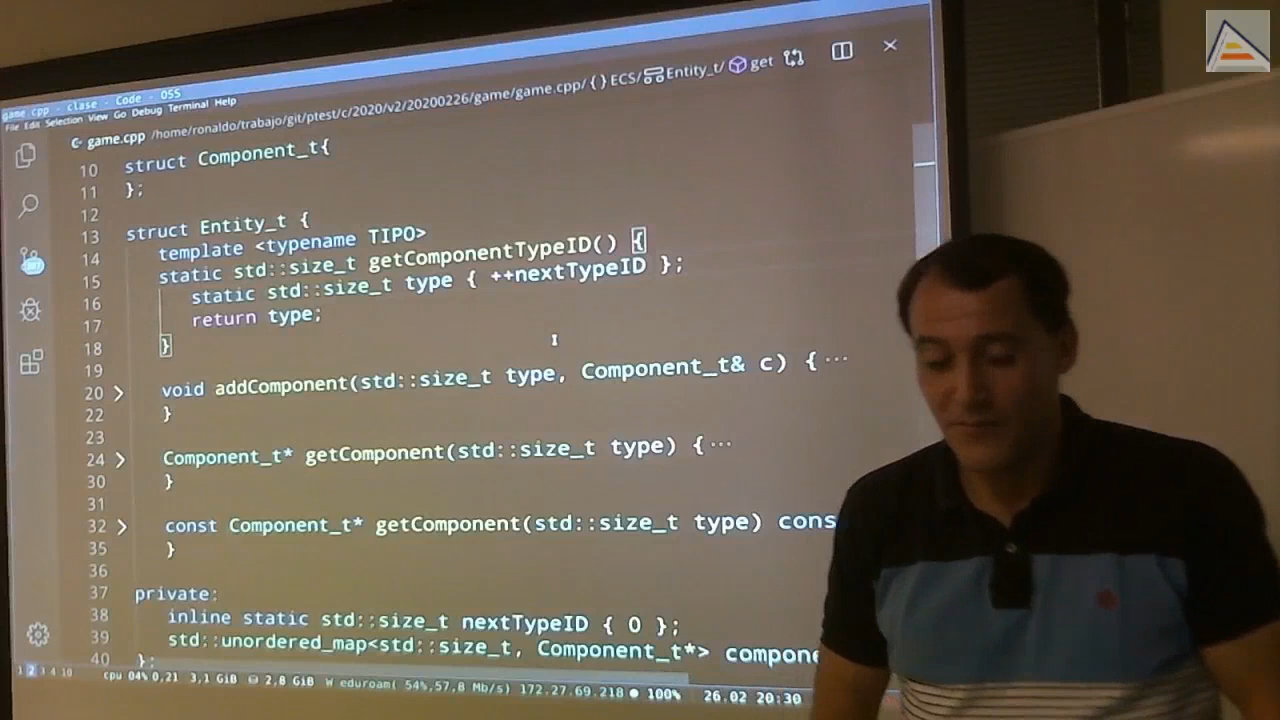 game cpp - clase - Code - OSS
File Edit Selection View Go Debug Terminal Help
C+ game.cpp /home/ronaldo/trabajo/git/ptest/c/2020/v2/20200226/game/game.cpp/ {} ECS/ Entity_t/ get
10 struct Component_t{
11 };
12
13 struct Entity_t {
14 template <typename TIPO>
15 static std::size_t getComponentTypeID() {
16 static std::size_t type { ++nextTypeID };
17 return type;
18 }
19
20 void addComponent(std::size_t type, Component_t& c) { ...
22 }
23
24 Component_t* getComponent(std::size_t type) { ...
30 }
31
32 const Component_t* getComponent(std::size_t type) cons
35 }
36
37 private:
38 inline static std::size_t nextTypeID { 0 };
39 std::unordered_map<std::size_t, Component_t*> compone
40 };
1 2 3 4 10 cpu 04% 0,21 3,1 GiB 2,8 GiB W eduroam( 54%,57,8 Mb/s) 172.27.69.218 100% 26.02 20:30